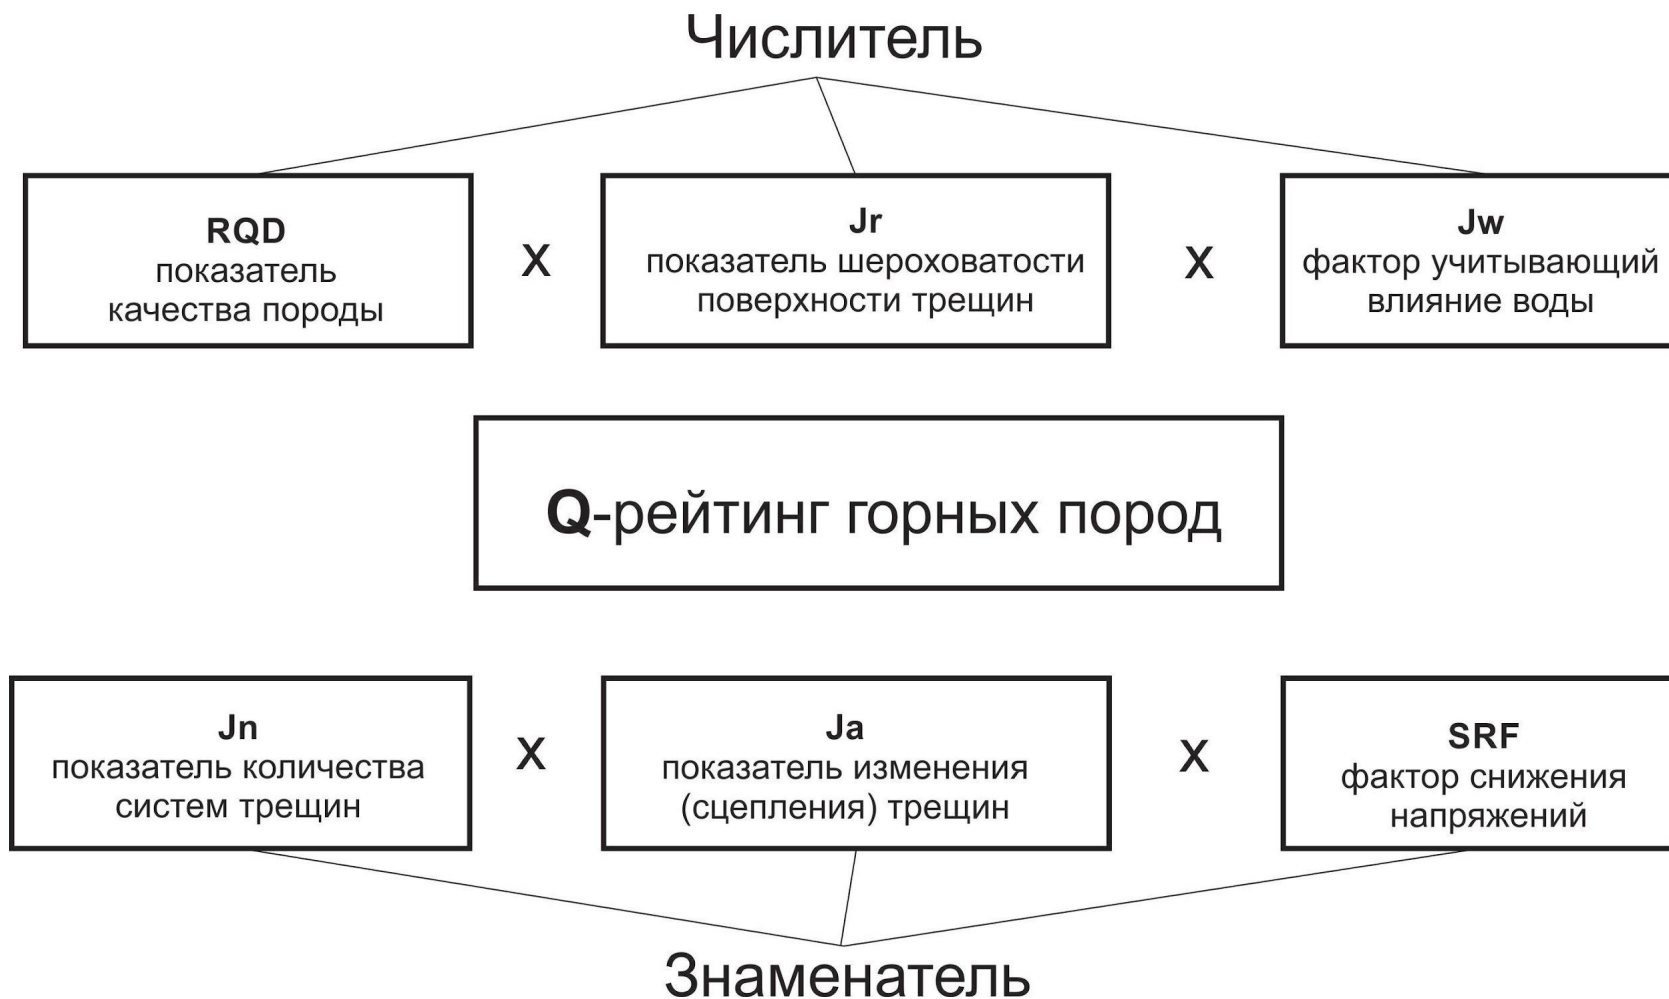 Числитель
RQD
показатель
качества породы
X
Jr
показатель шероховатости
поверхности трещин
X
Jw
фактор учитывающий
влияние воды
Q-рейтинг горных пород
Jn
показатель количества
систем трещин
X
Ja
показатель изменения
(сцепления) трещин
X
SRF
фактор снижения
напряжений
Знаменатель